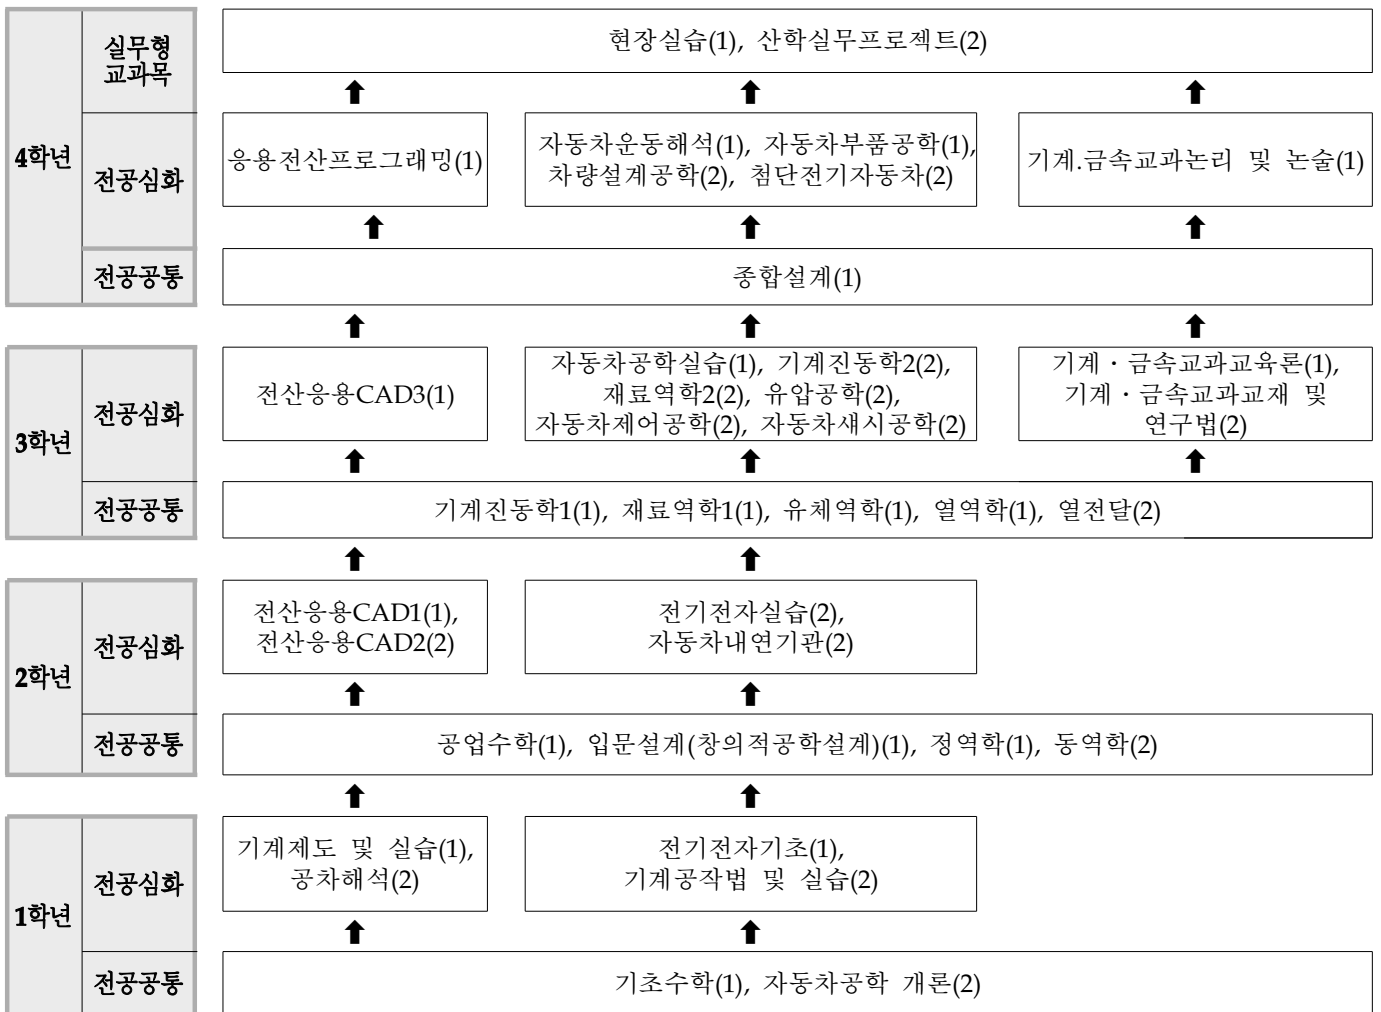 4학년
실무형
교과목
현장실습(1), 산학실무프로젝트(2)
전공심화
응용전산프로그래밍(1)
자동차운동해석(1), 자동차부품공학(1),
차량설계공학(2), 첨단전기자동차(2)
기계.금속교과논리 및 논술(1)
전공공통
종합설계(1)
3학년
전공심화
전산응용CAD3(1)
자동차공학실습(1), 기계진동학2(2),
재료역학2(2), 유압공학(2),
자동차제어공학(2), 자동차섀시공학(2)
기계·금속교과교육론(1),
기계·금속교과교재 및
연구법(2)
전공공통
기계진동학1(1), 재료역학1(1), 유체역학(1), 열역학(1), 열전달(2)
2학년
전공심화
전산응용CAD1(1),
전산응용CAD2(2)
전기전자실습(2),
자동차내연기관(2)
전공공통
공업수학(1), 입문설계(창의적공학설계)(1), 정역학(1), 동역학(2)
1학년
전공심화
기계제도 및 실습(1),
공차해석(2)
전기전자기초(1),
기계공작법 및 실습(2)
전공공통
기초수학(1), 자동차공학 개론(2)